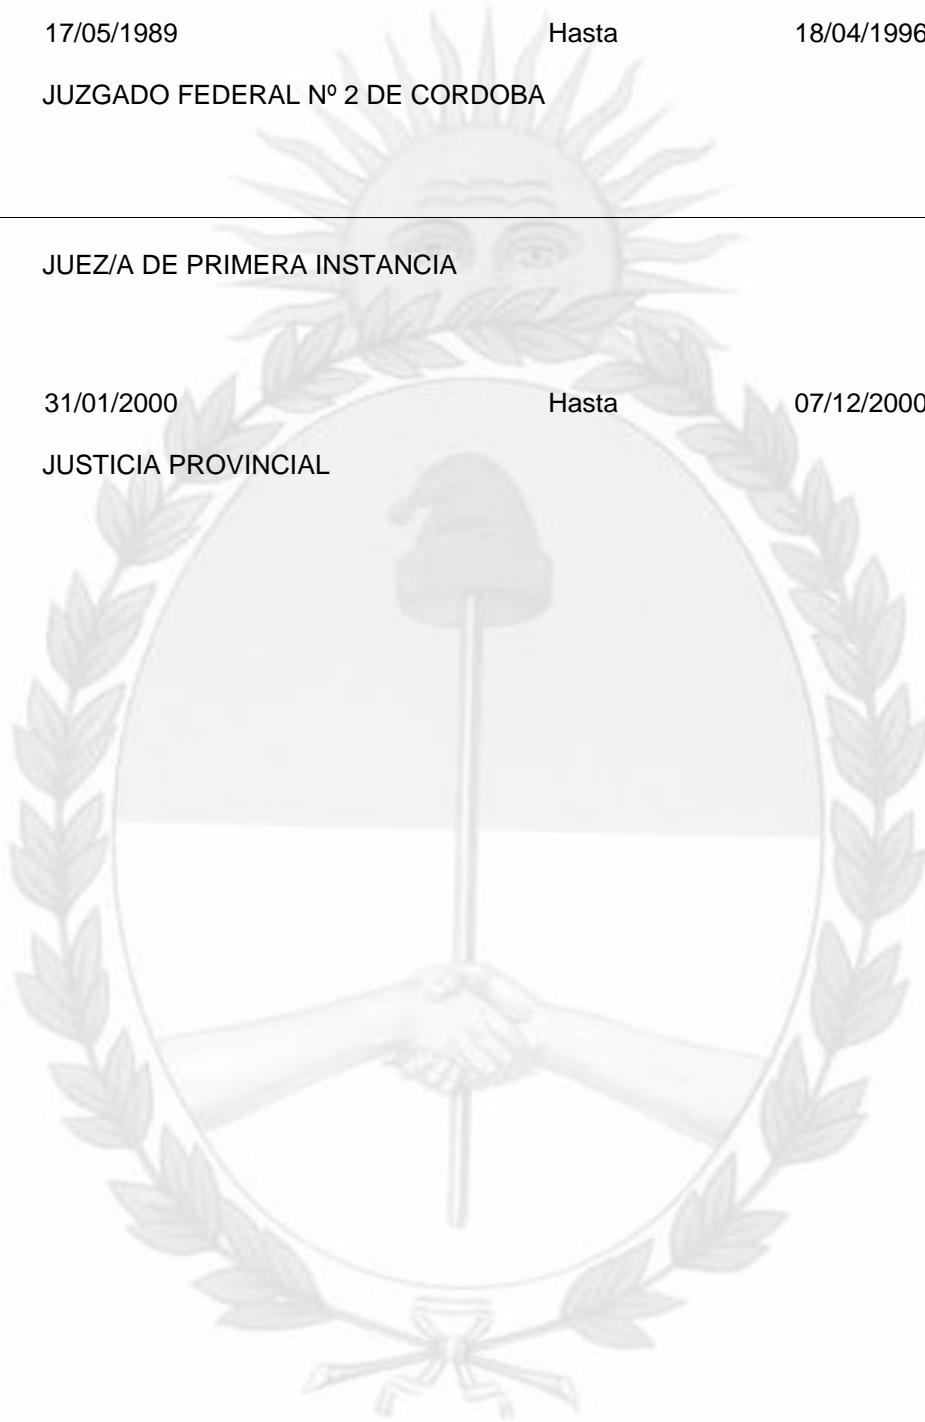 17/05/1989 Hasta 18/04/1996
JUZGADO FEDERAL Nº 2 DE CORDOBA
JUEZ/A DE PRIMERA INSTANCIA
31/01/2000 Hasta 07/12/2000
JUSTICIA PROVINCIAL